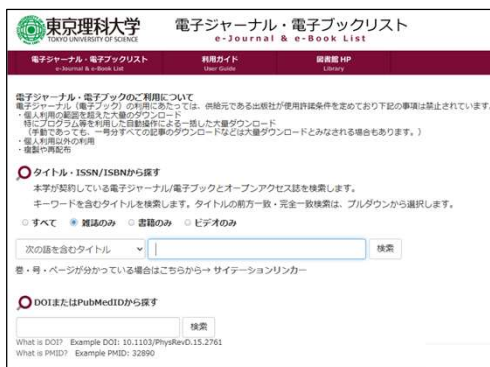 東京理科大学
TOKYO UNIVERSITY OF SCIENCE
電子ジャーナル・電子ブックリスト
e-Journal & e-Book List
電子ジャーナル・電子ブックリスト
e-Journal & e-Book List
利用ガイド
User Guide
図書館 HP
Library
電子ジャーナル・電子ブックのご利用について
電子ジャーナル（電子ブック）の利用にあたっては、供給元である出版社が使用許諾条件を定めており下記の事項は禁止されています。
・個人利用の範囲を超えた大量のダウンロード
特にプログラム等を利用した自動操作による一括した大量ダウンロード
（手動であっても、一号分すべての記事のダウンロードなどは大量ダウンロードとみなされる場合もあります。）
・個人利用以外の利用
・複製や再配布
タイトル・ISSN/ISBNから探す
本学が契約している電子ジャーナル/電子ブックとオープンアクセス誌を検索します。
キーワードを含むタイトルを検索します。タイトルの前方一致・完全一致検索は、プルダウンから選択します。
すべて 雑誌のみ 書籍のみ ビデオのみ
次の語を含むタイトル 検索
巻・号・ページが分かっている場合はこちらから→ サイテーションリンカー
DOIまたはPubMedIDから探す
検索
What is DOI? Example DOI: 10.1103/PhysRevD.15.2761
What is PMID? Example PMID: 32890